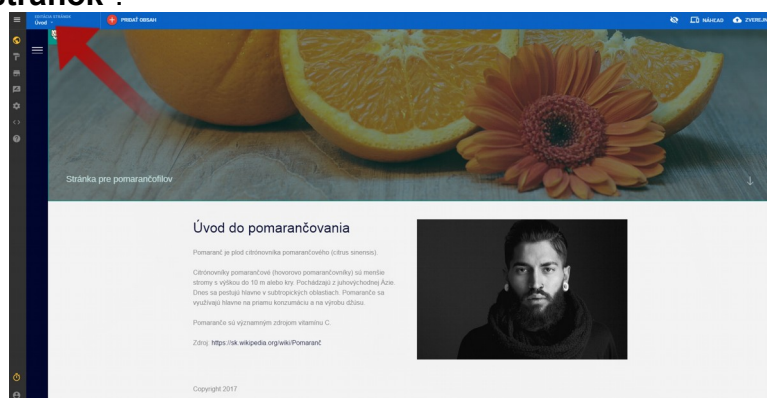 stránok".
EDITÁCIA STRÁNOK
Úvod
PRIDAŤ OBSAH
NÁHĽAD
ZVEREJN
Stránka pre pomarančofilov
Úvod do pomarančovania
Pomaranč je plod citrónovníka pomarančového (citrus sinensis).
Citrónovníky pomarančové (hovorovo pomarančovníky) sú menšie
stromy s výškou do 10 m alebo kry. Pochádzajú z juhovýchodnej Ázie.
Dnes sa pestujú hlavne v subtropických oblastiach. Pomaranče sa
využívajú hlavne na priamu konzumáciu a na výrobu džúsu.
Pomaranče sú významným zdrojom vitamínu C.
Zdroj: https://sk.wikipedia.org/wiki/Pomaranč
Copyright 2017